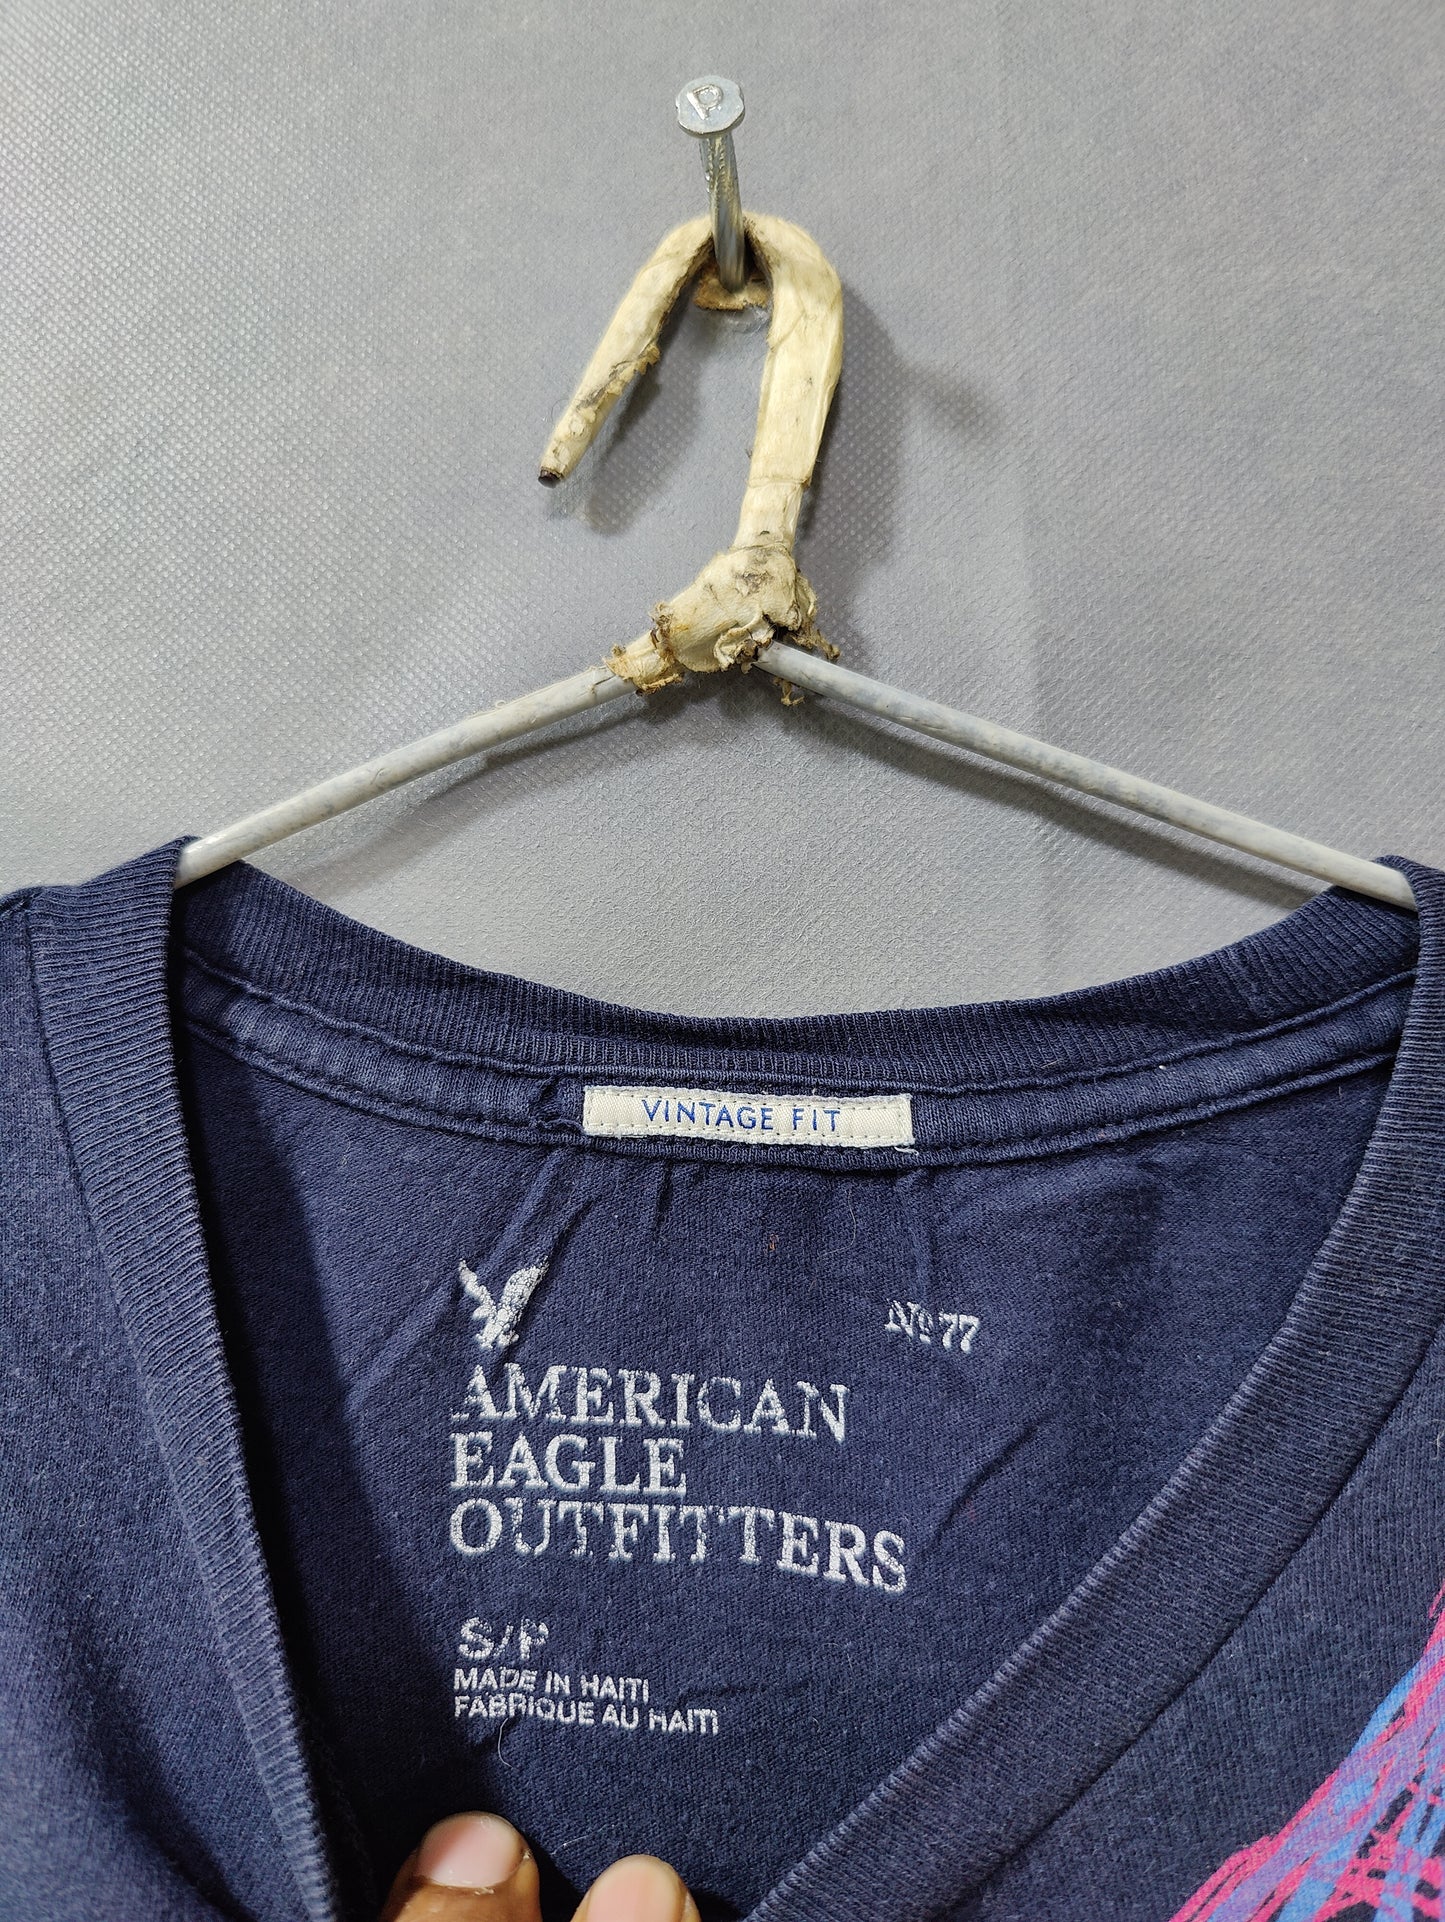 VINTAGE FIT
Nº 77
AMERICAN
EAGLE
OUTFITTERS
S/P
MADE IN HAITI
FABRIQUE AU HAITI